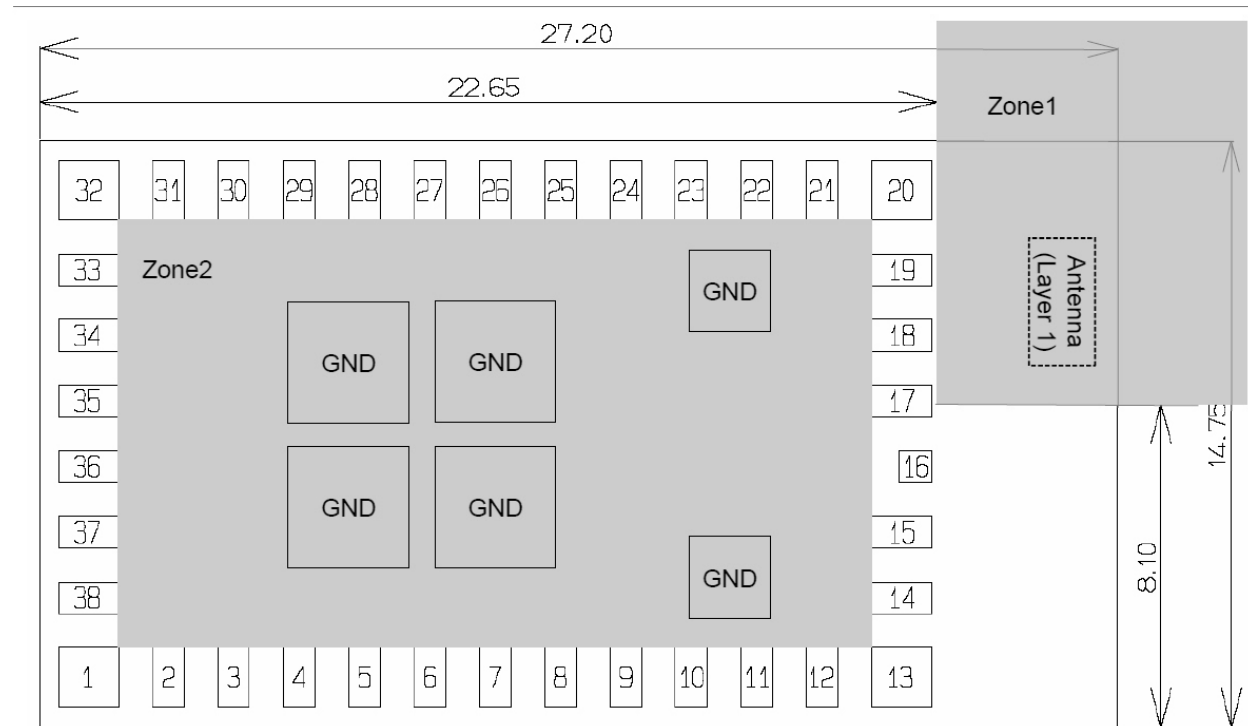 27.20
22.65
Zone1
32 31 30 29 28 27 26 25 24 23 22 21 20
33 Zone2 19
GND
Antenna
(Layer 1)
34 18
GND GND
35 17
14.75
36 16
GND GND
37 15
8.10
GND
38 14
1 2 3 4 5 6 7 8 9 10 11 12 13